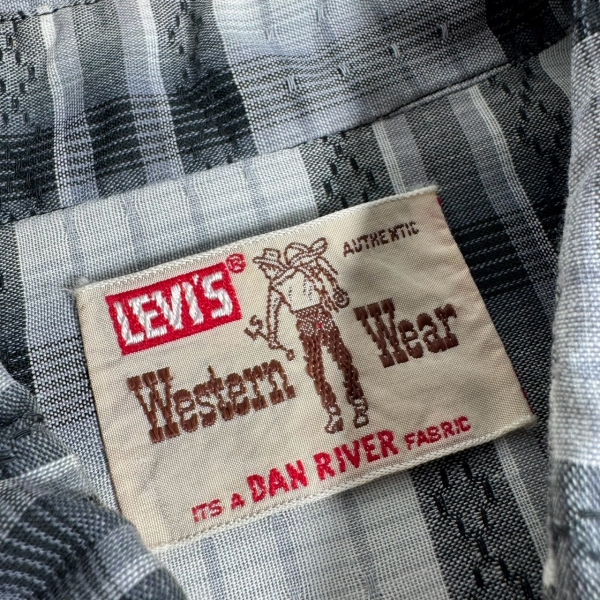 LEVI'S®
AUTHENTIC
Western Wear
ITS A DAN RIVER FABRIC